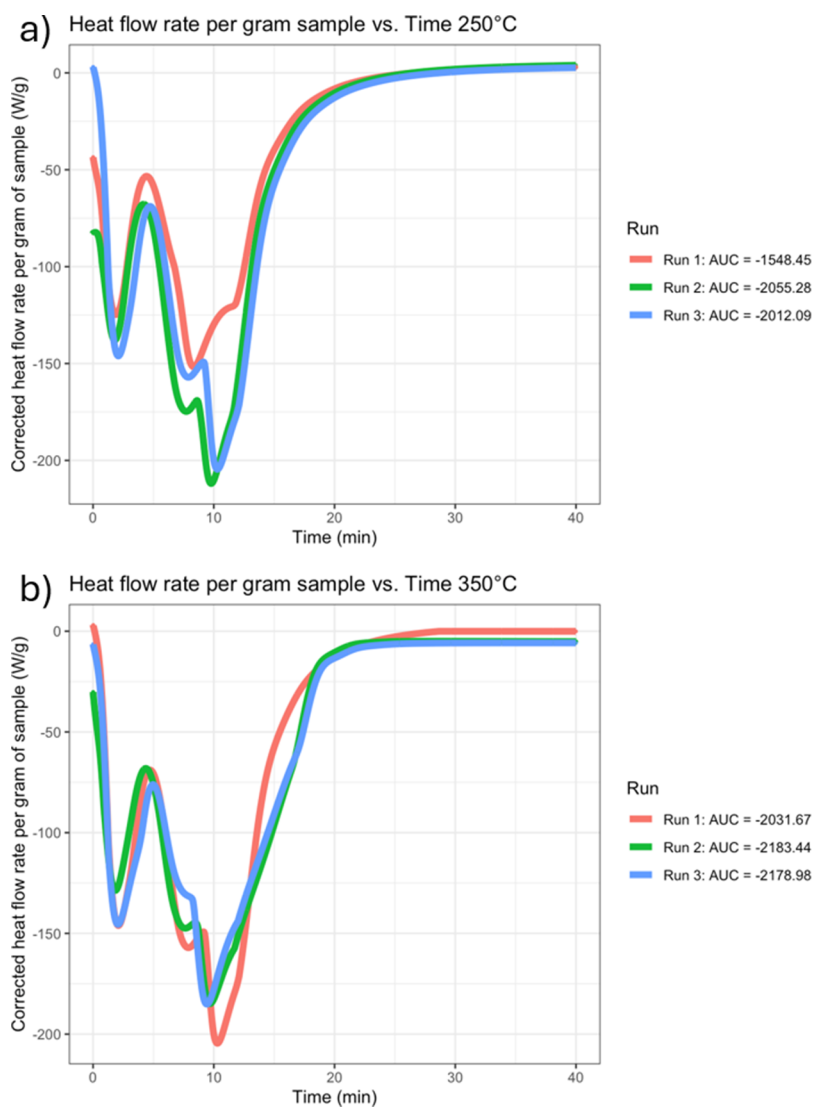 a) Heat flow rate per gram sample vs. Time 250°C
Corrected heat flow rate per gram of sample (W/g)
0
-50
-100
-150
-200
0 10 20 30 40
Time (min)
Run
Run 1: AUC = -1548.45
Run 2: AUC = -2055.28
Run 3: AUC = -2012.09
b) Heat flow rate per gram sample vs. Time 350°C
Corrected heat flow rate per gram of sample (W/g)
0
-50
-100
-150
-200
0 10 20 30 40
Time (min)
Run
Run 1: AUC = -2031.67
Run 2: AUC = -2183.44
Run 3: AUC = -2178.98